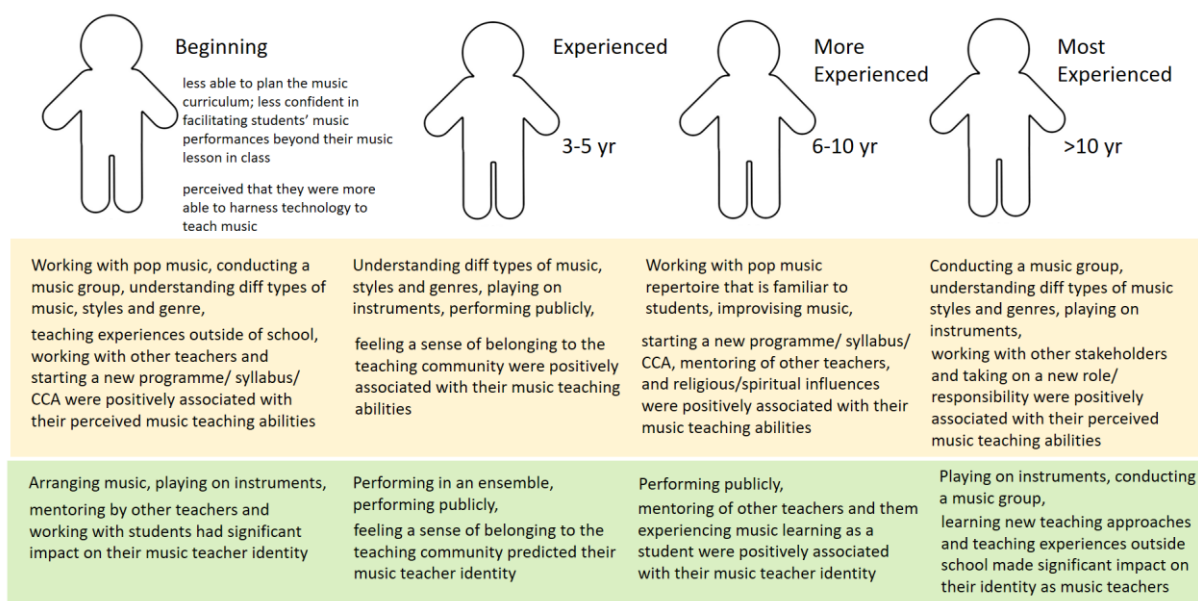 Beginning
less able to plan the music
curriculum; less confident in
facilitating students' music
performances beyond their music
lesson in class
perceived that they were more
able to harness technology to
teach music
Experienced
3-5 yr
More
Experienced
6-10 yr
Most
Experienced
>10 yr
Working with pop music, conducting a
music group, understanding diff types of
music, styles and genre,
teaching experiences outside of school,
working with other teachers and
starting a new programme/ syllabus/
CCA were positively associated with
their perceived music teaching abilities
Understanding diff types of music,
styles and genres, playing on
instruments, performing publicly,
feeling a sense of belonging to the
teaching community were positively
associated with their music teaching
abilities
Working with pop music
repertoire that is familiar to
students, improvising music,
starting a new programme/ syllabus/
CCA, mentoring of other teachers,
and religious/spiritual influences
were positively associated with their
music teaching abilities
Conducting a music group,
understanding diff types of music
styles and genres, playing on
instruments,
working with other stakeholders
and taking on a new role/
responsibility were positively
associated with their perceived
music teaching abilities
Arranging music, playing on instruments,
mentoring by other teachers and
working with students had significant
impact on their music teacher identity
Performing in an ensemble,
performing publicly,
feeling a sense of belonging to the
teaching community predicted their
music teacher identity
Performing publicly,
mentoring of other teachers and them
experiencing music learning as a
student were positively associated
with their music teacher identity
Playing on instruments, conducting
a music group,
learning new teaching approaches
and teaching experiences outside
school made significant impact on
their identity as music teachers